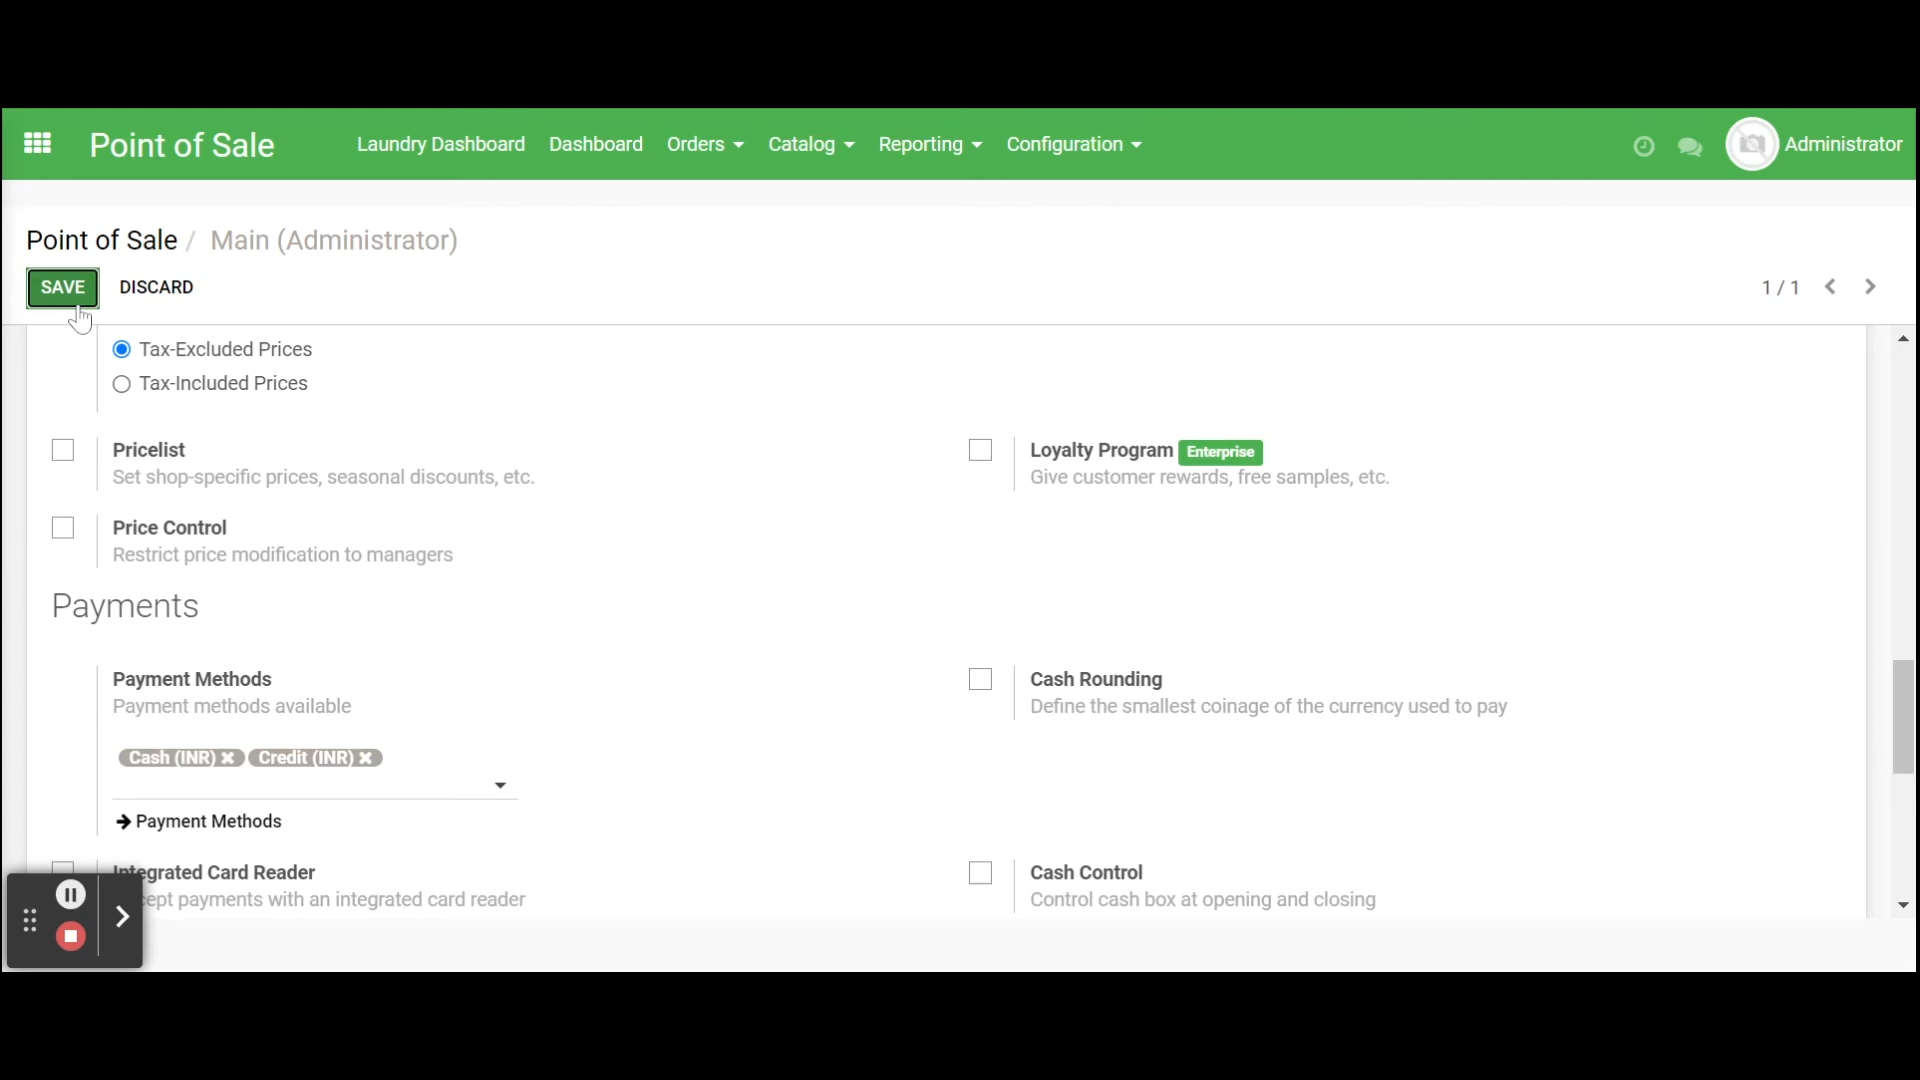 Point of Sale Laundry Dashboard Dashboard Orders Catalog Reporting Configuration Administrator
Point of Sale / Main (Administrator)
SAVE DISCARD 1 / 1
Tax-Excluded Prices
Tax-Included Prices
Pricelist
Set shop-specific prices, seasonal discounts, etc.
Loyalty Program Enterprise
Give customer rewards, free samples, etc.
Price Control
Restrict price modification to managers
Payments
Payment Methods
Payment methods available
Cash (INR) Credit (INR)
Payment Methods
Cash Rounding
Define the smallest coinage of the currency used to pay
Integrated Card Reader
cept payments with an integrated card reader
Cash Control
Control cash box at opening and closing